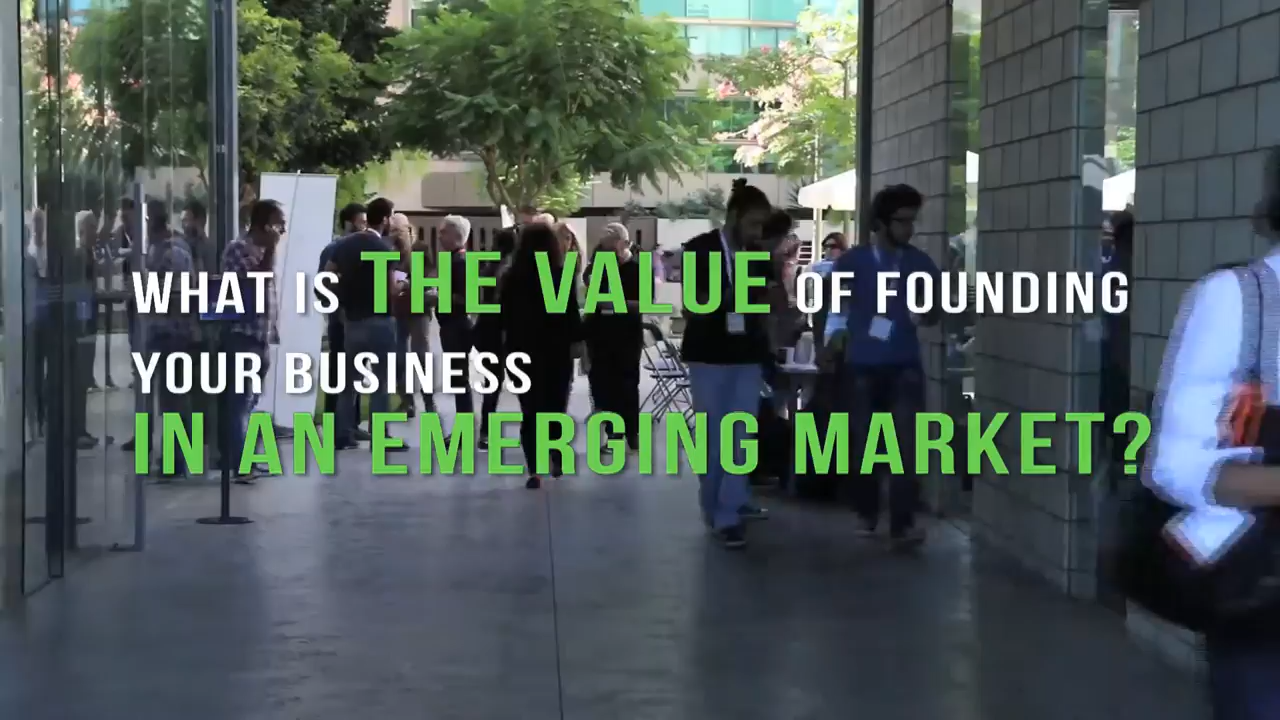 WHAT IS THE VALUE OF FOUNDING
YOUR BUSINESS
IN AN EMERGING MARKET?